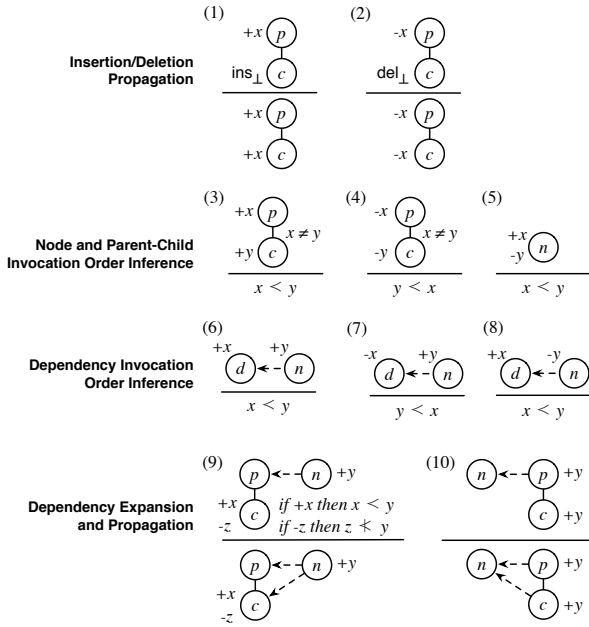 (1) (2)
+x p -x p
Insertion/Deletion
Propagation
ins⊥ c del⊥ c
+x p -x p
+x c -x c
(3) (4) (5)
+x p -x p
Node and Parent-Child
Invocation Order Inference
x ≠ y x ≠ y
+x
-y n
+y c -y c
x < y y < x x < y
(6) (7) (8)
Dependency Invocation
Order Inference
+x +y -x +y +x -y
d n d n d n
x < y y < x x < y
(9) (10)
p n +y n p +y
Dependency Expansion
and Propagation
+x
-z c if +x then x < y c +y
if -z then z ≮ y
p n +y n p +y
+x
-z c c +y